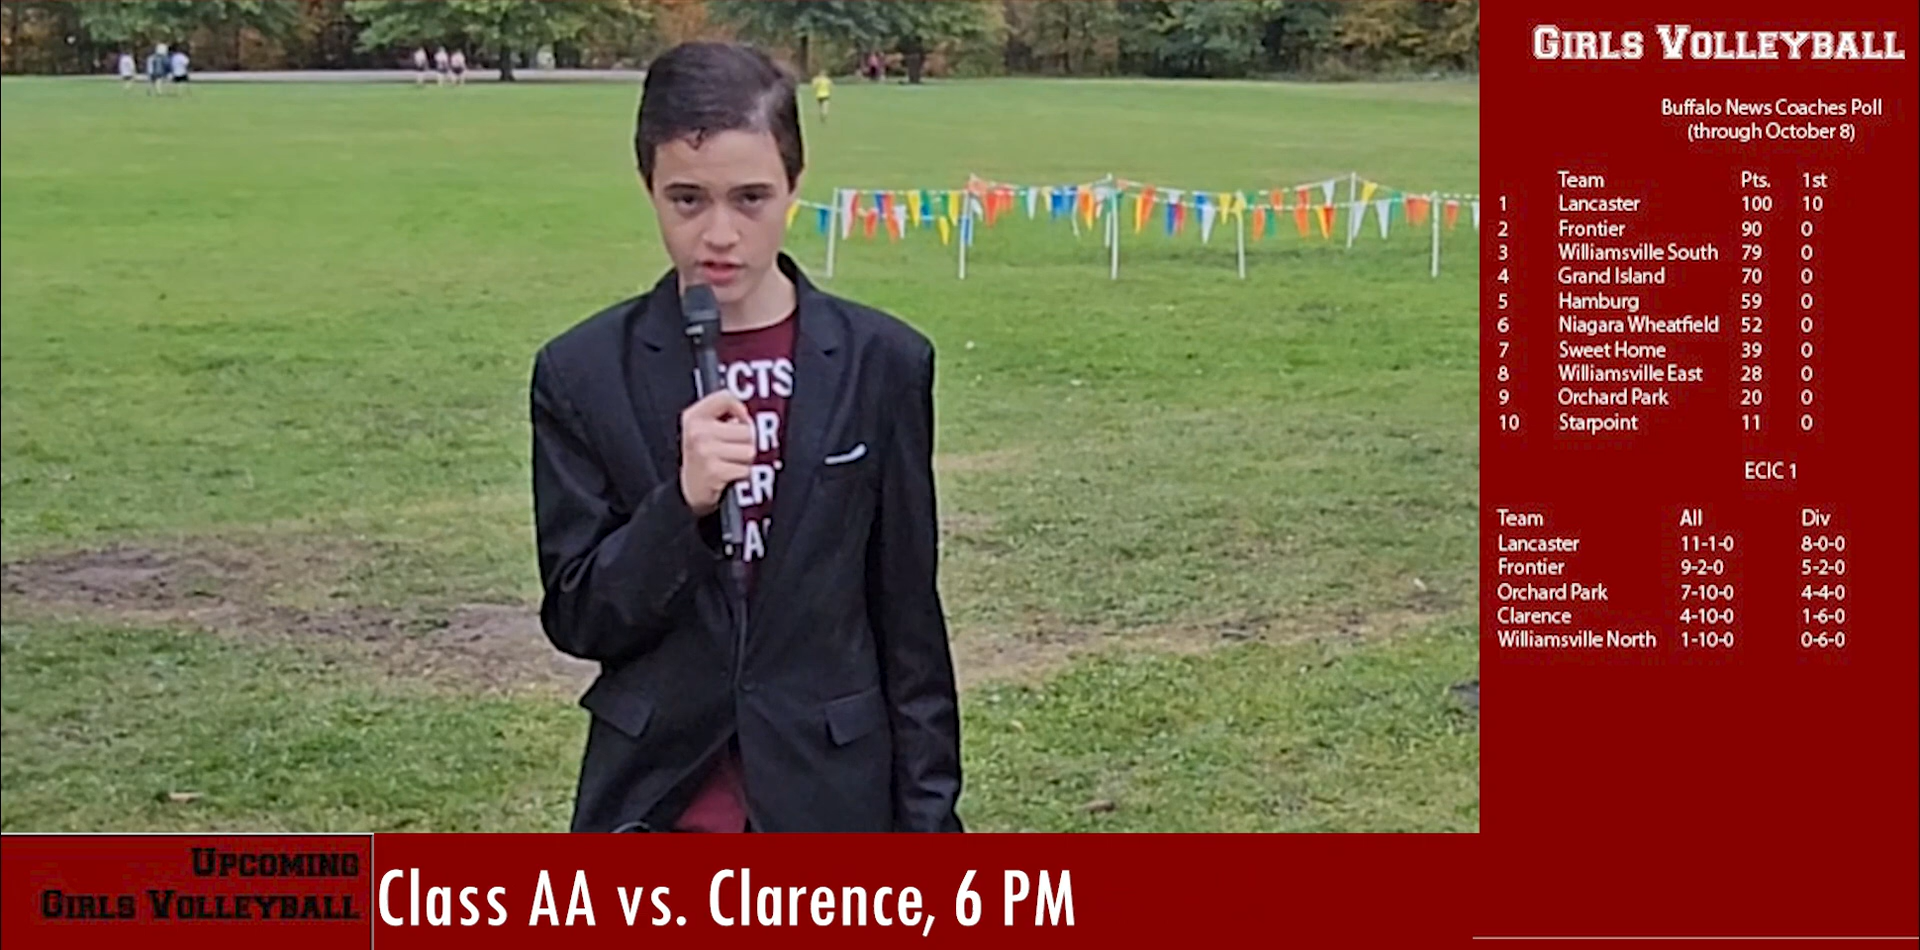 GIRLS VOLLEYBALL
Buffalo News Coaches Poll
(through October 8)
Team Pts. 1st
1 Lancaster 100 10
2 Frontier 90 0
3 Williamsville South 79 0
4 Grand Island 70 0
5 Hamburg 59 0
6 Niagara Wheatfield 52 0
7 Sweet Home 39 0
8 Williamsville East 28 0
9 Orchard Park 20 0
10 Starpoint 11 0
ECIC 1
Team All Div
Lancaster 11-1-0 8-0-0
Frontier 9-2-0 5-2-0
Orchard Park 7-10-0 4-4-0
Clarence 4-10-0 1-6-0
Williamsville North 1-10-0 0-6-0
UPCOMING
GIRLS VOLLEYBALL
Class AA vs. Clarence, 6 PM